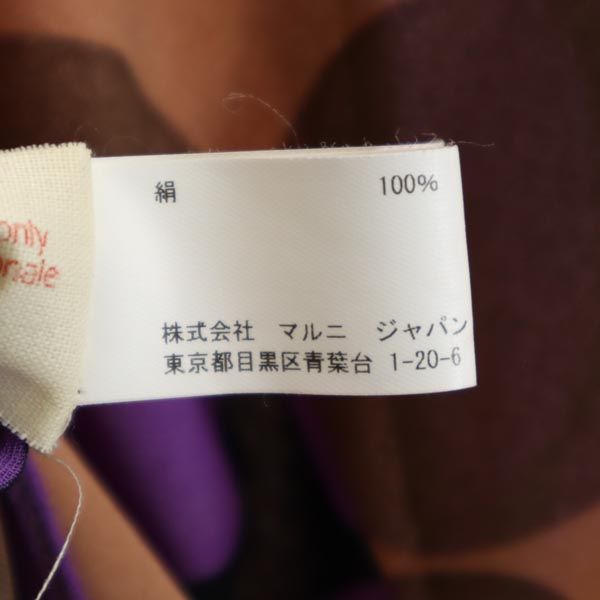 only
絹 100%
株式会社 マルニ ジャパン
東京都目黒区青葉台 1-20-6